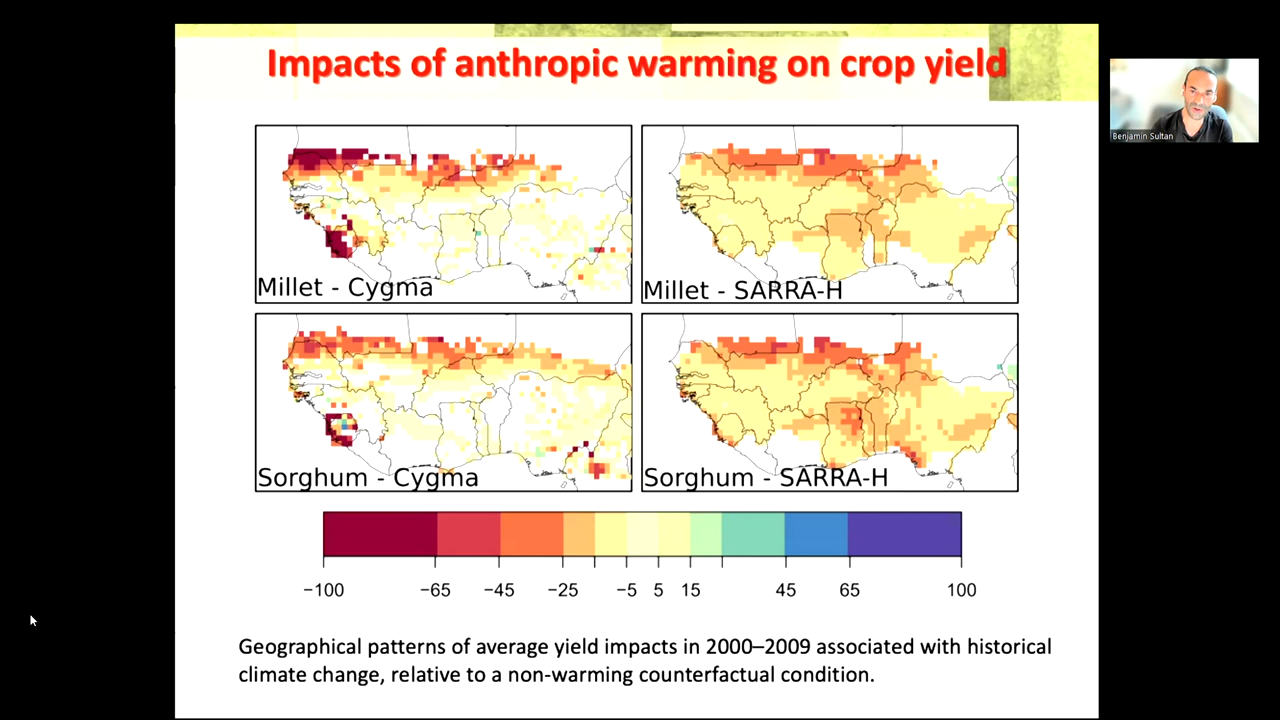 Impacts of anthropic warming on crop yield
Benjamin Sultan
Millet - Cygma
Millet - SARRA-H
Sorghum - Cygma
Sorghum - SARRA-H
−100 −65 −45 −25 −5 5 15 45 65 100
Geographical patterns of average yield impacts in 2000–2009 associated with historical
climate change, relative to a non-warming counterfactual condition.